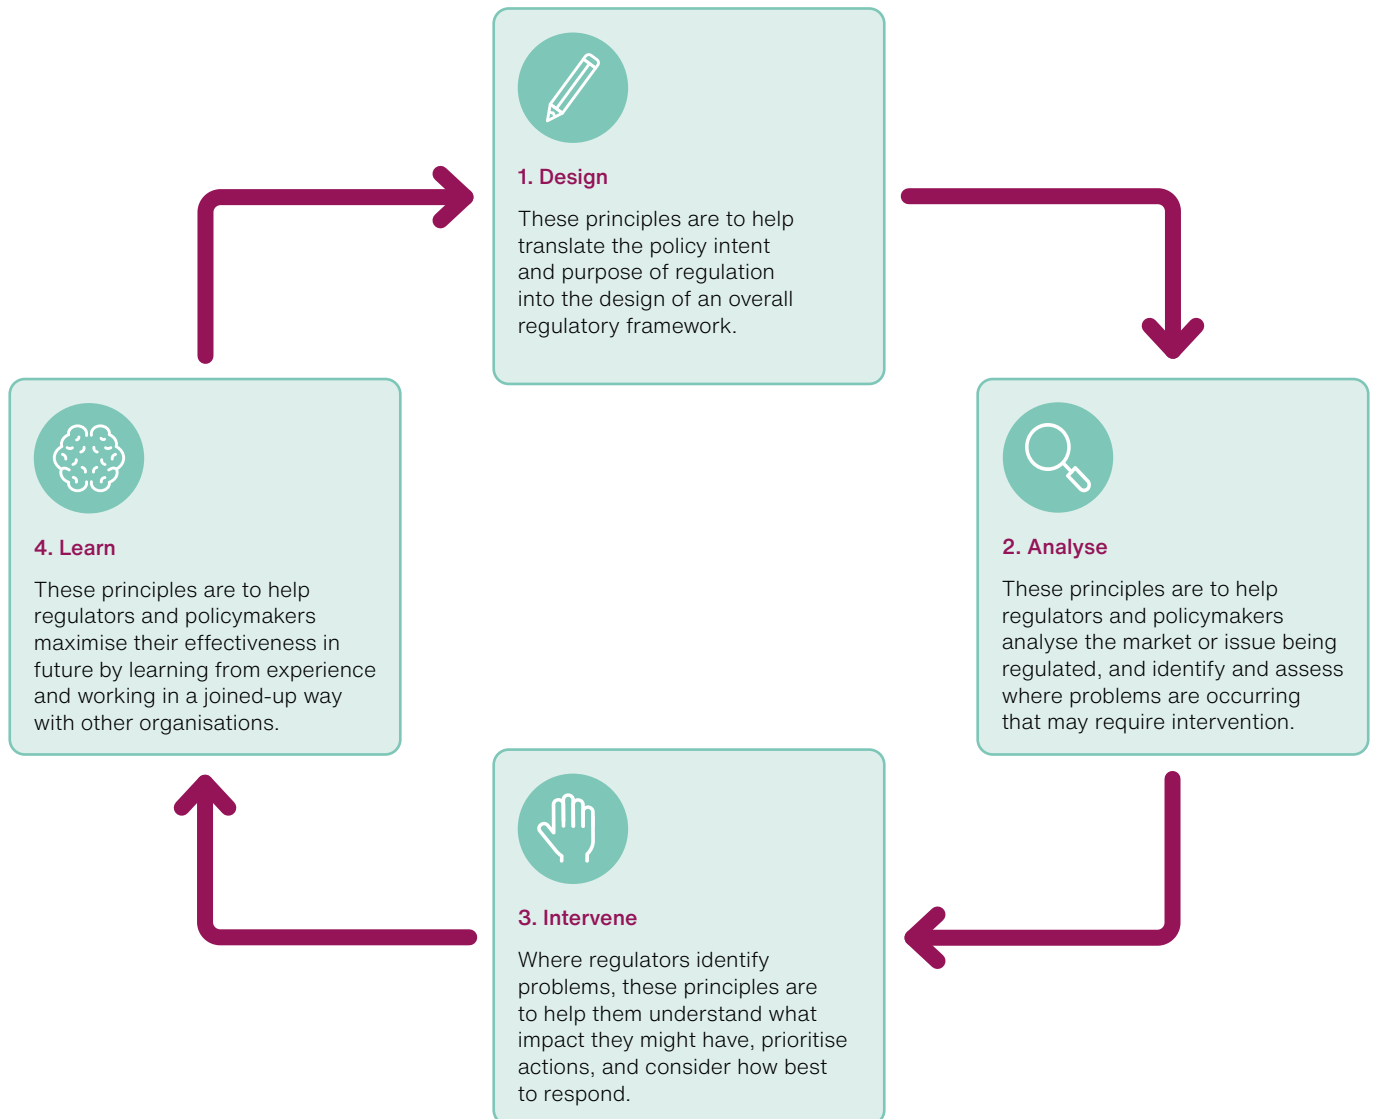 1. Design
These principles are to help
translate the policy intent
and purpose of regulation
into the design of an overall
regulatory framework.
2. Analyse
These principles are to help
regulators and policymakers
analyse the market or issue being
regulated, and identify and assess
where problems are occurring
that may require intervention.
3. Intervene
Where regulators identify
problems, these principles are
to help them understand what
impact they might have, prioritise
actions, and consider how best
to respond.
4. Learn
These principles are to help
regulators and policymakers
maximise their effectiveness in
future by learning from experience
and working in a joined-up way
with other organisations.